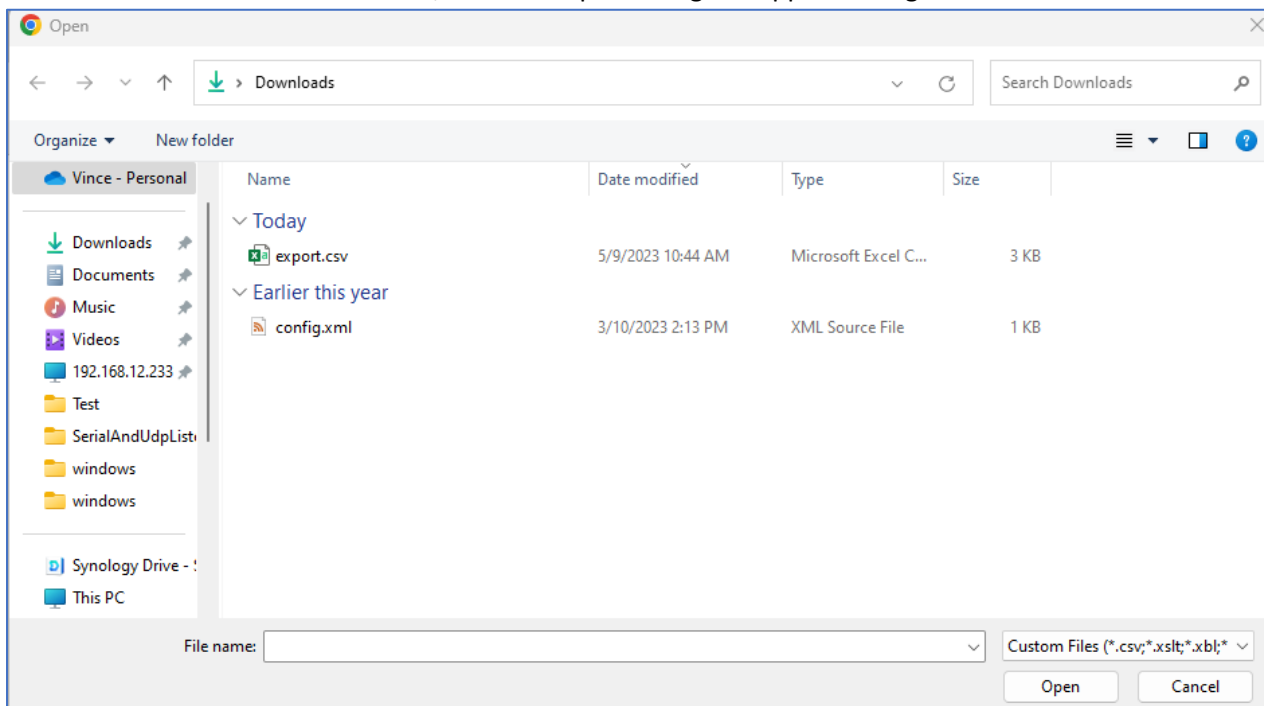 Open
Downloads
Search Downloads
Organize
New folder
Vince - Personal
Name
Date modified
Type
Size
Today
Downloads
export.csv
5/9/2023 10:44 AM
Microsoft Excel C...
3 KB
Documents
Earlier this year
Music
config.xml
3/10/2023 2:13 PM
XML Source File
1 KB
Videos
192.168.12.233
Test
SerialAndUdpListe
windows
windows
Synology Drive - S
This PC
File name:
Custom Files (*.csv;*.xslt;*.xbl;*
Open
Cancel